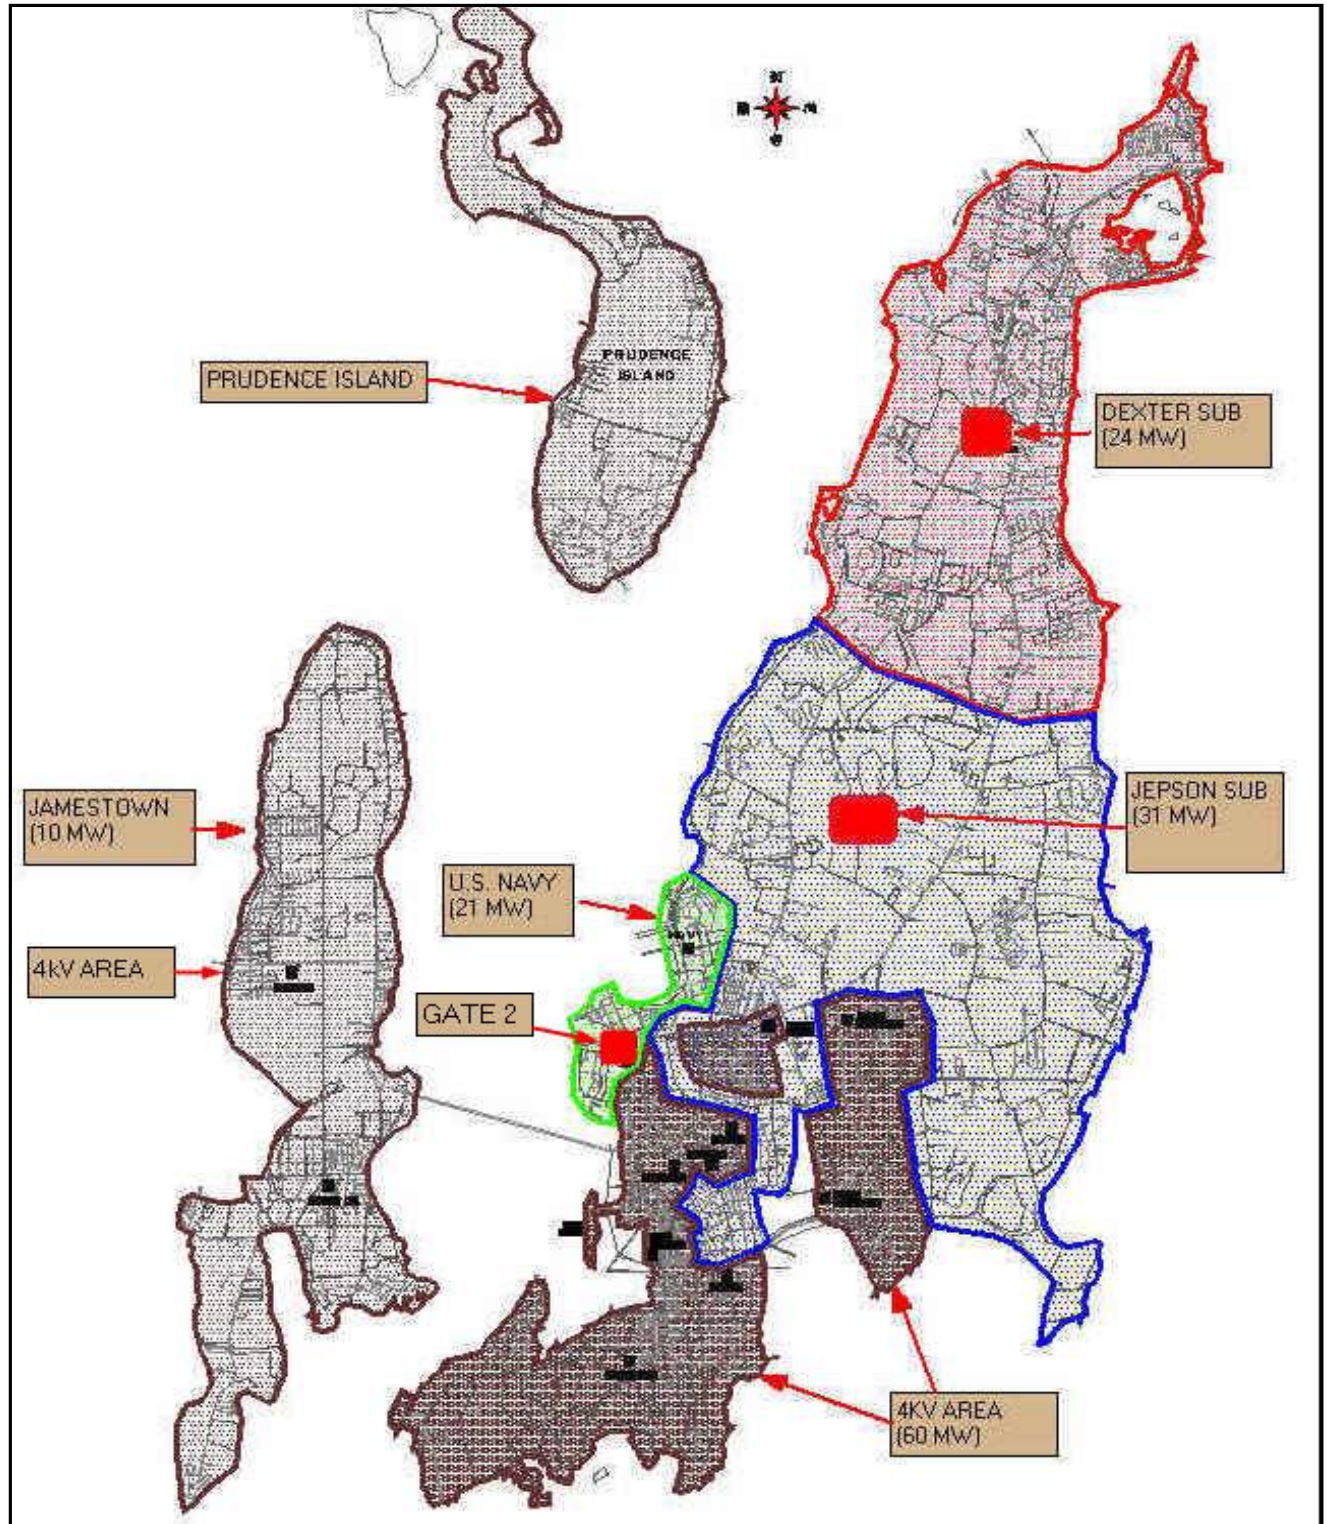 PRUDENCE
ISLAND
PRUDENCE ISLAND
DEXTER SUB
(24 MW)
JAMESTOWN
(10 MW)
JEPSON SUB
(31 MW)
U.S. NAVY
(21 MW)
4kV AREA
GATE 2
4KV AREA
(60 MW)